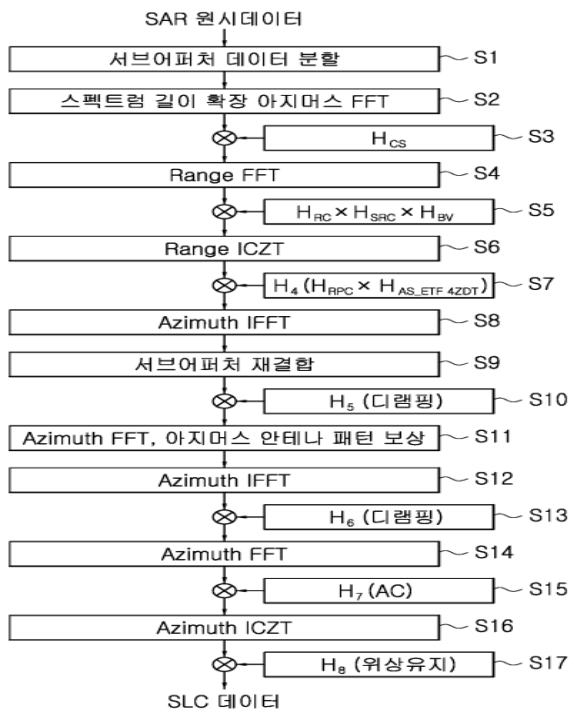 SAR 원시데이터
서브어퍼처 데이터 분할 S1
스펙트럼 길이 확장 아지머스 FFT S2
H_CS S3
Range FFT S4
H_RC × H_SRC × H_BV S5
Range ICZT S6
H_4 (H_RPC × H_AS_ETF 4ZDT) S7
Azimuth IFFT S8
서브어퍼처 재결합 S9
H_5 (디램핑) S10
Azimuth FFT, 아지머스 안테나 패턴 보상 S11
Azimuth IFFT S12
H_6 (디램핑) S13
Azimuth FFT S14
H_7 (AC) S15
Azimuth ICZT S16
H_8 (위상유지) S17
SLC 데이터